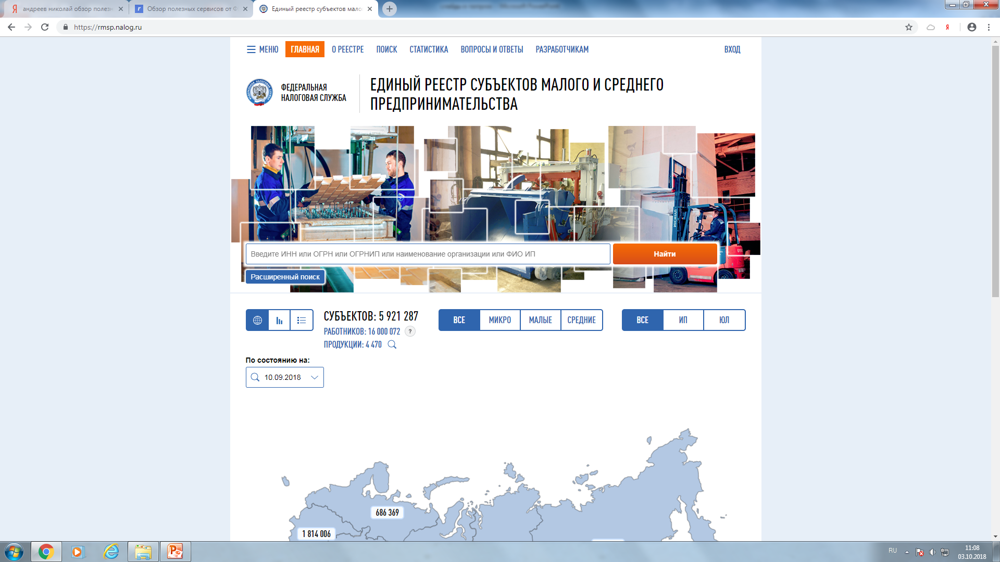 андреев николай обзор полезн
Обзор полезных сервисов от Ф
Единый реестр субъектов мало
https://rmsp.nalog.ru
Я
МЕНЮ
ГЛАВНАЯ
О РЕЕСТРЕ
ПОИСК
СТАТИСТИКА
ВОПРОСЫ И ОТВЕТЫ
РАЗРАБОТЧИКАМ
ВХОД
ФЕДЕРАЛЬНАЯ
НАЛОГОВАЯ СЛУЖБА
ЕДИНЫЙ РЕЕСТР СУБЪЕКТОВ МАЛОГО И СРЕДНЕГО
ПРЕДПРИНИМАТЕЛЬСТВА
Введите ИНН или ОГРН или ОГРНИП или наименование организации или ФИО ИП
Найти
Расширенный поиск
СУБЪЕКТОВ: 5 921 287
РАБОТНИКОВ: 16 000 072 ?
ПРОДУКЦИИ: 4 470
ВСЕ
МИКРО
МАЛЫЕ
СРЕДНИЕ
ВСЕ
ИП
ЮЛ
По состоянию на:
10.09.2018
686 369
1 814 006
RU
11:08
03.10.2018